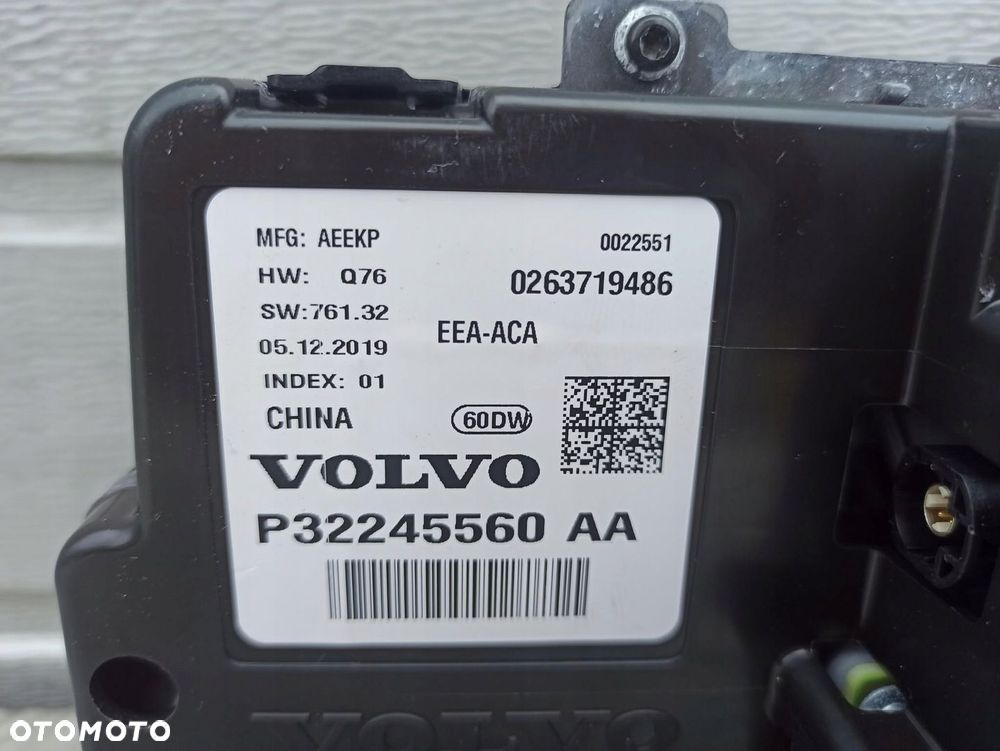 MFG: AEEKP 0022551
HW: Q76 0263719486
SW:761.32
EEA-ACA
05.12.2019
INDEX: 01
CHINA 60DW
VOLVO
P32245560 AA
VOLVO
OTOMOTO